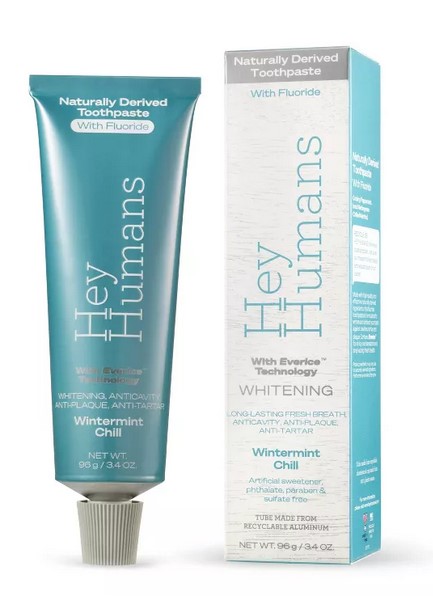 Naturally Derived
Toothpaste
With Fluoride
Hey
Humans
With Everice™
Technology
WHITENING, ANTICAVITY,
ANTI-PLAQUE, ANTI-TARTAR
Wintermint
Chill
NET WT.
96 g / 3.4 OZ.
Naturally Derived
Toothpaste
With Fluoride
Hey
Humans
With Everice™
Technology
WHITENING
LONG LASTING FRESH BREATH,
ANTICAVITY, ANTI-PLAQUE,
ANTI-TARTAR
Wintermint
Chill
Artificial sweetener,
phthalate, paraben &
sulfate free
TUBE MADE FROM
RECYCLABLE ALUMINUM
NET WT. 96 g / 3.4 OZ.
Naturally Derived
Toothpaste
With Fluoride
Hey
Humans